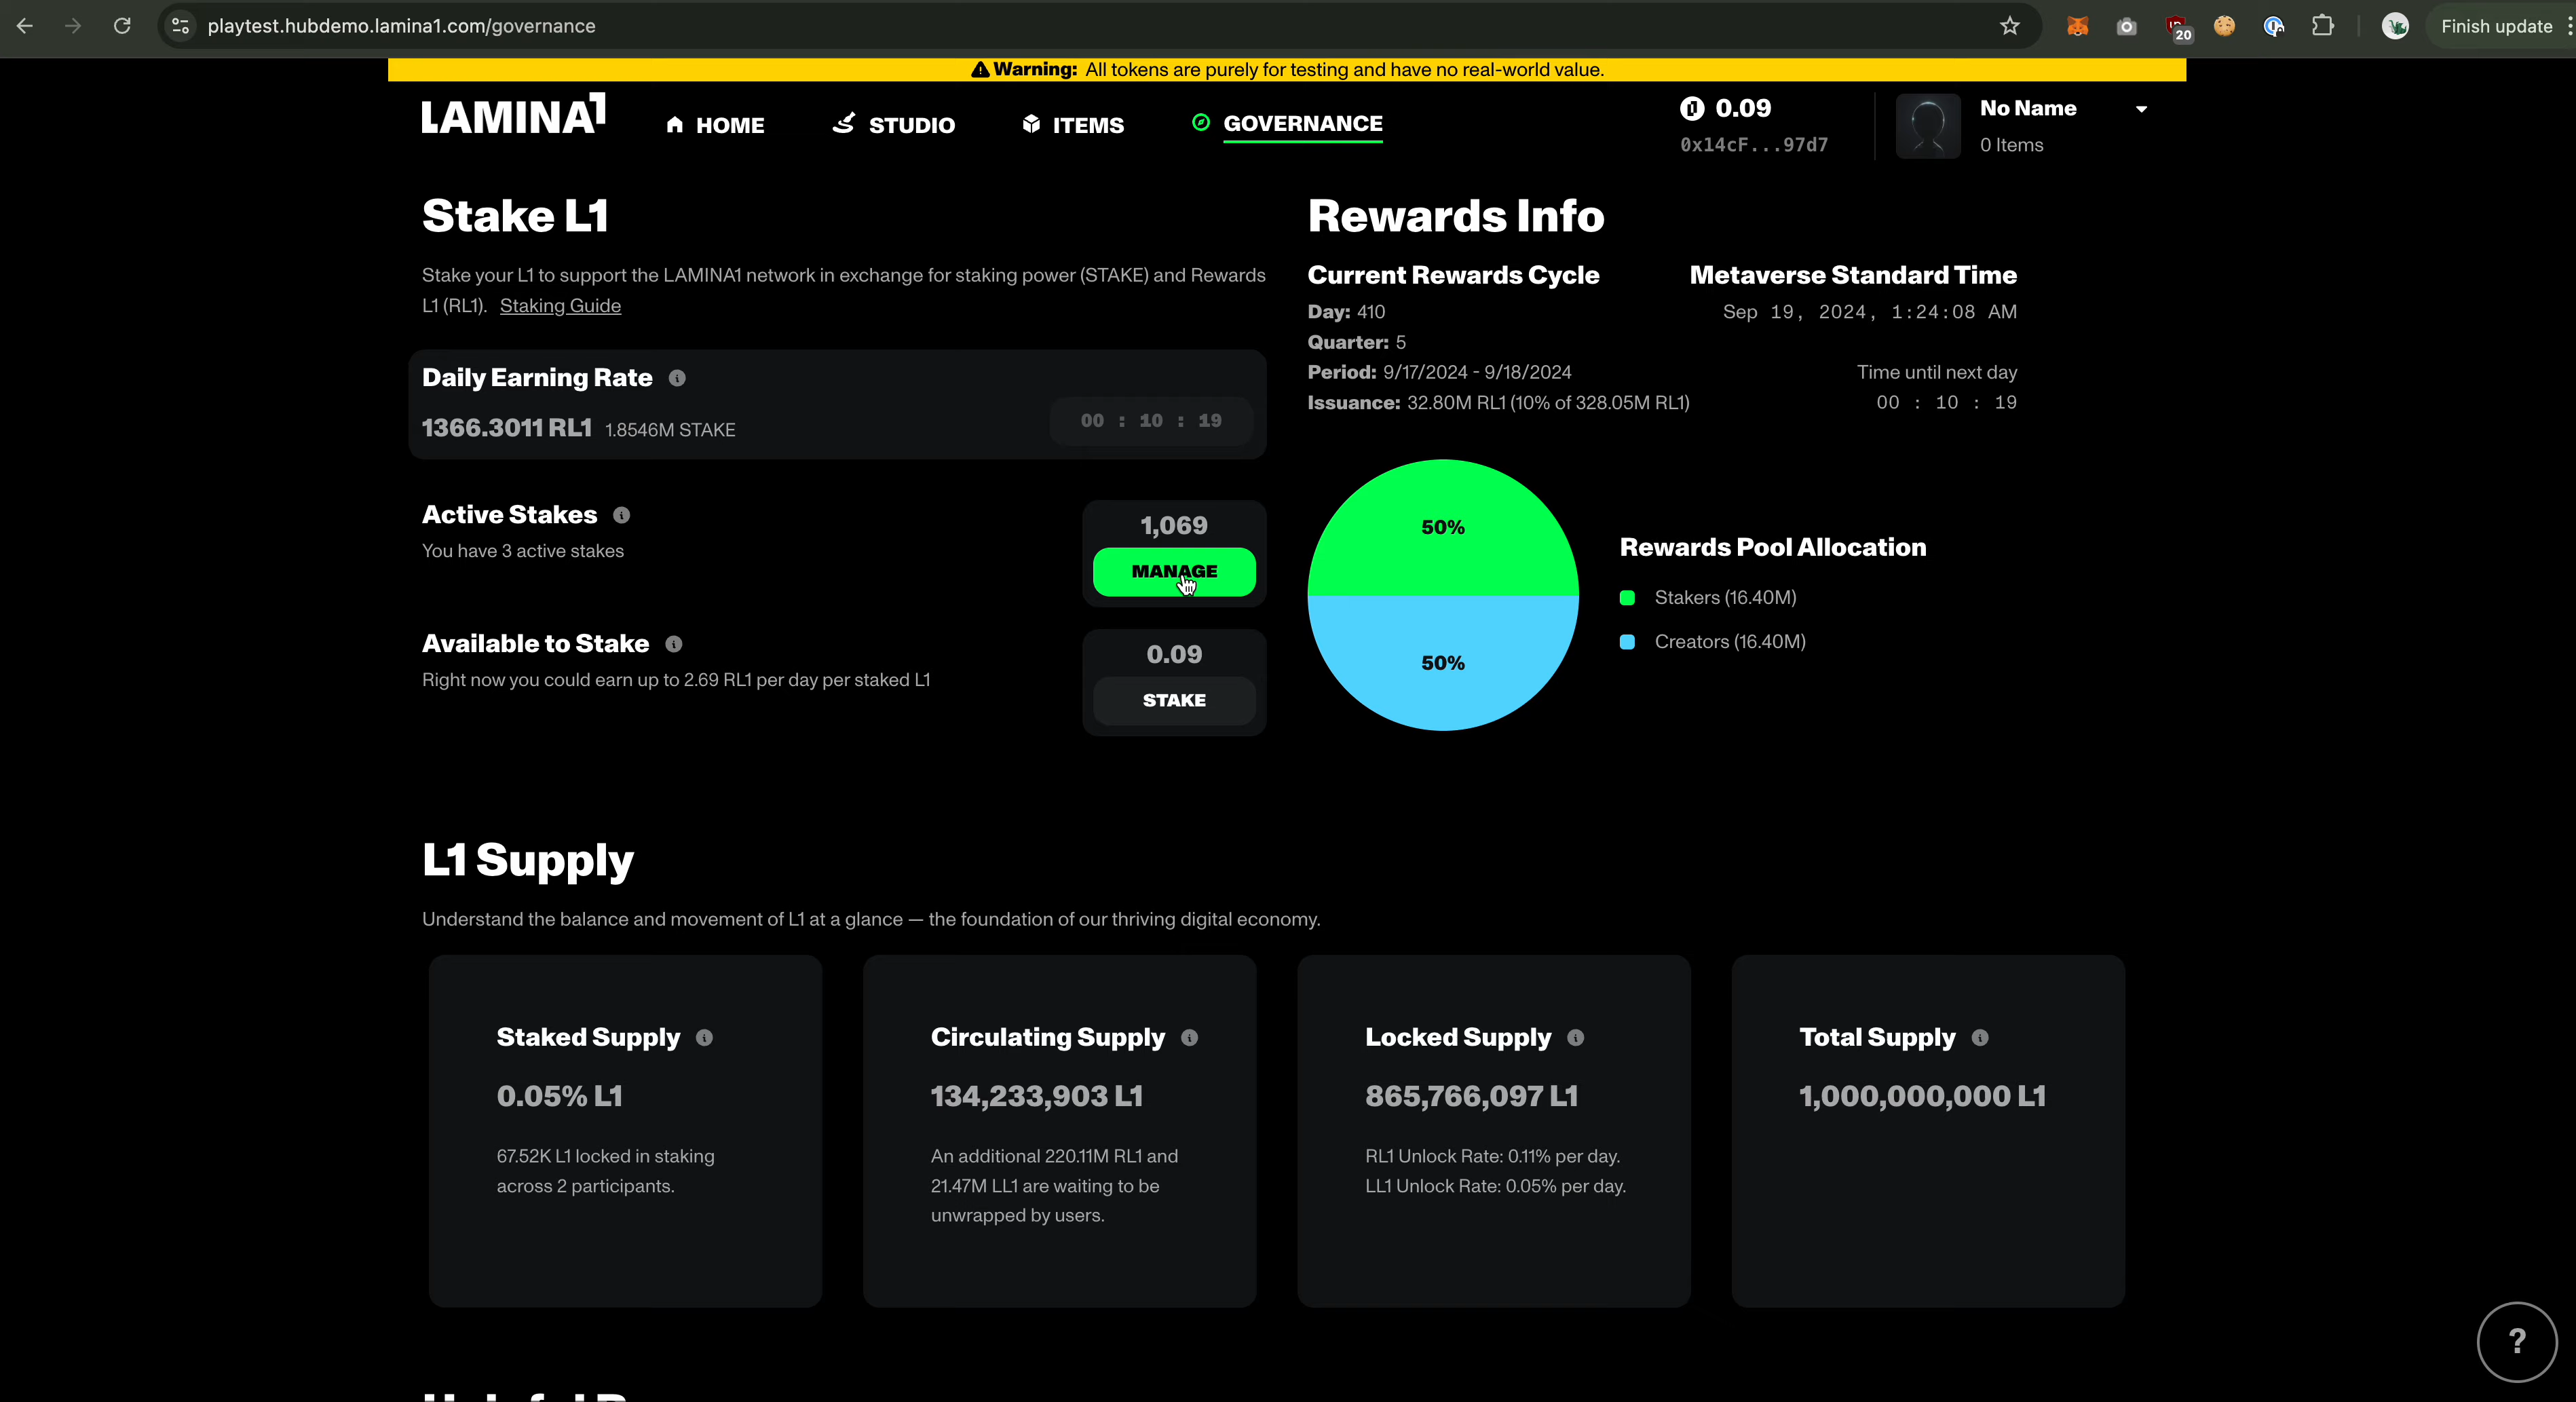 playtest.hubdemo.lamina1.com/governance
20
Finish update
Warning: All tokens are purely for testing and have no real-world value.
LAMINA1
HOME
STUDIO
ITEMS
GOVERNANCE
0.09
0x14cF...97d7
No Name
0 Items
Stake L1
Stake your L1 to support the LAMINA1 network in exchange for staking power (STAKE) and Rewards
L1 (RL1). Staking Guide
Daily Earning Rate
1366.3011 RL1 1.8546M STAKE
00 : 10 : 19
Active Stakes
You have 3 active stakes
1,069
MANAGE
Available to Stake
Right now you could earn up to 2.69 RL1 per day per staked L1
0.09
STAKE
Rewards Info
Current Rewards Cycle
Day: 410
Quarter: 5
Period: 9/17/2024 - 9/18/2024
Issuance: 32.80M RL1 (10% of 328.05M RL1)
Metaverse Standard Time
Sep 19, 2024, 1:24:08 AM
Time until next day
00 : 10 : 19
50%
50%
Rewards Pool Allocation
Stakers (16.40M)
Creators (16.40M)
L1 Supply
Understand the balance and movement of L1 at a glance — the foundation of our thriving digital economy.
Staked Supply
0.05% L1
67.52K L1 locked in staking
across 2 participants.
Circulating Supply
134,233,903 L1
An additional 220.11M RL1 and
21.47M LL1 are waiting to be
unwrapped by users.
Locked Supply
865,766,097 L1
RL1 Unlock Rate: 0.11% per day.
LL1 Unlock Rate: 0.05% per day.
Total Supply
1,000,000,000 L1
?